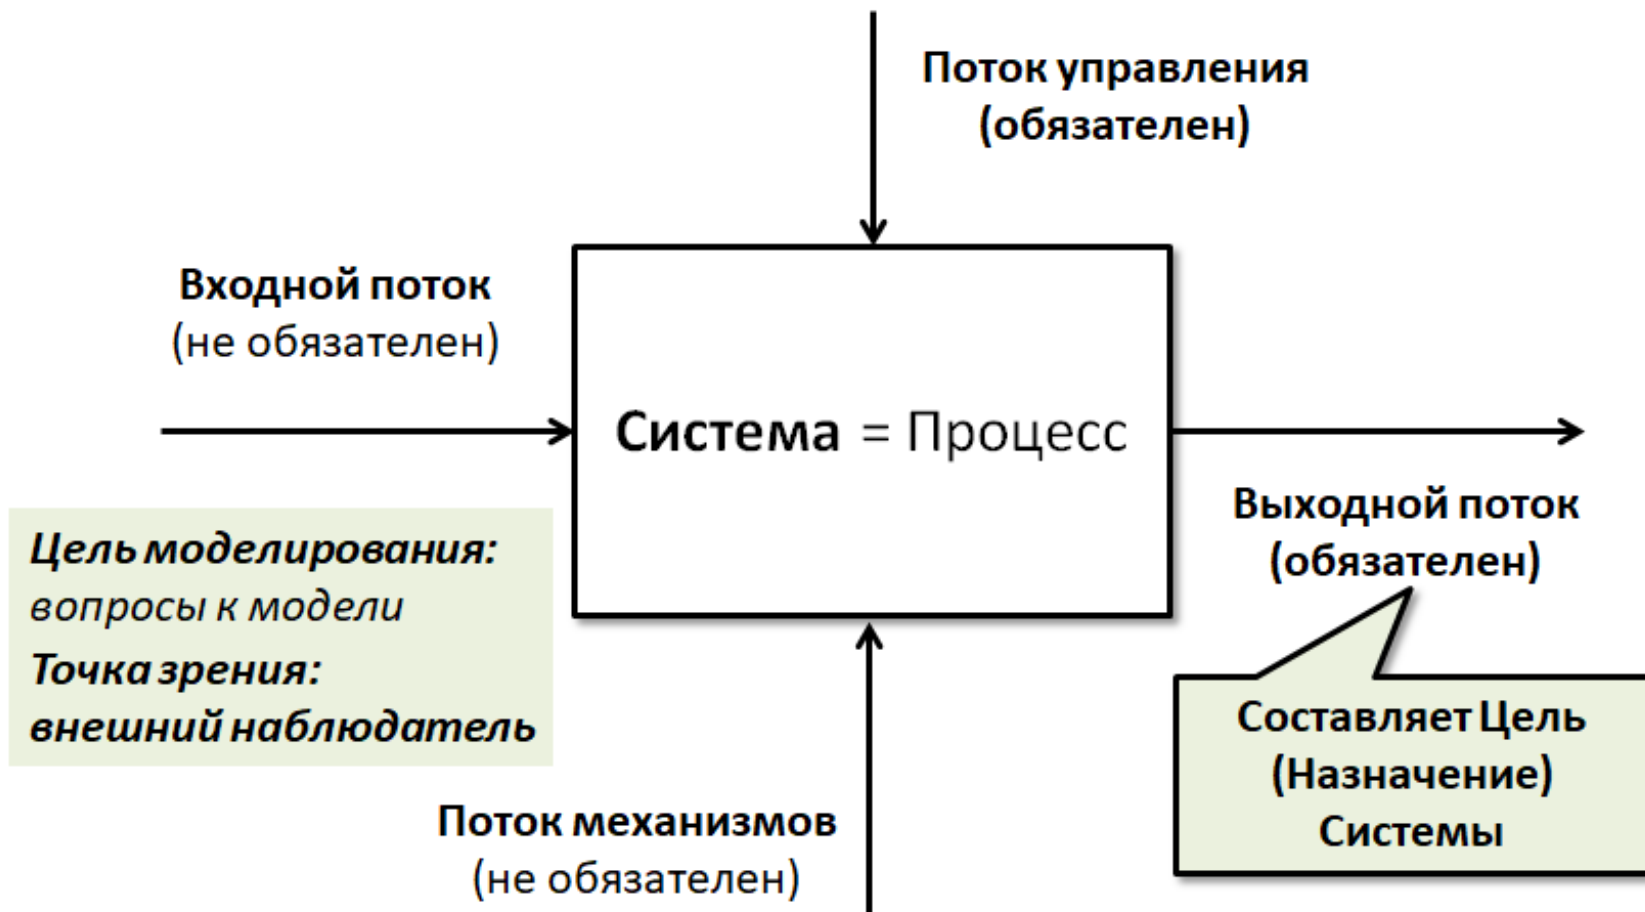 Поток управления
(обязателен)
Входной поток
(не обязателен)
Система = Процесс
Выходной поток
(обязателен)
Цель моделирования:
вопросы к модели
Точка зрения:
внешний наблюдатель
Составляет Цель
(Назначение)
Системы
Поток механизмов
(не обязателен)